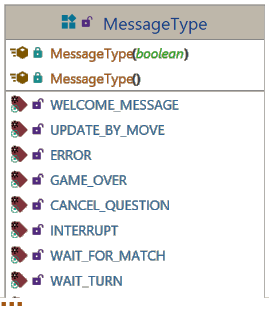 MessageType
MessageType(boolean)
MessageType()
WELCOME_MESSAGE
UPDATE_BY_MOVE
ERROR
GAME_OVER
CANCEL_QUESTION
INTERRUPT
WAIT_FOR_MATCH
WAIT_TURN